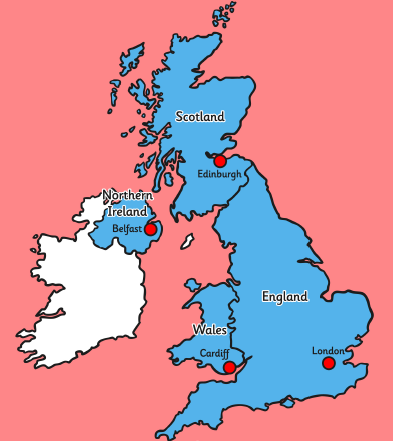 Scotland
Edinburgh
Northern
Ireland
Belfast
England
Wales
Cardiff
London